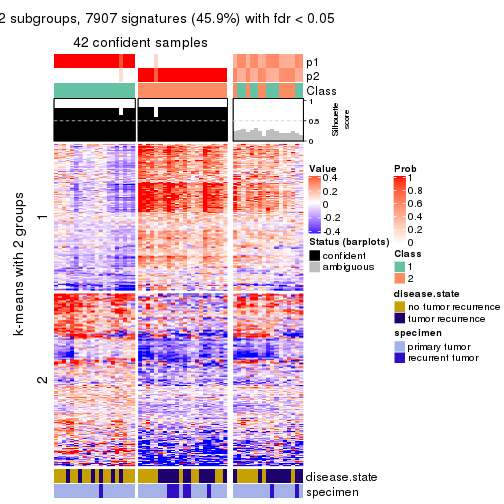 2 subgroups, 7907 signatures (45.9%) with fdr < 0.05
42 confident samples
p1
p2
Class
1
0.5
0
Silhouette
score
k-means with 2 groups
1
2
Value
0.4
0.2
0
-0.2
-0.4
Status (barplots)
confident
ambiguous
Prob
1
0.8
0.6
0.4
0.2
0
Class
1
2
disease.state
no tumor recurrence
tumor recurrence
specimen
primary tumor
recurrent tumor
disease.state
specimen